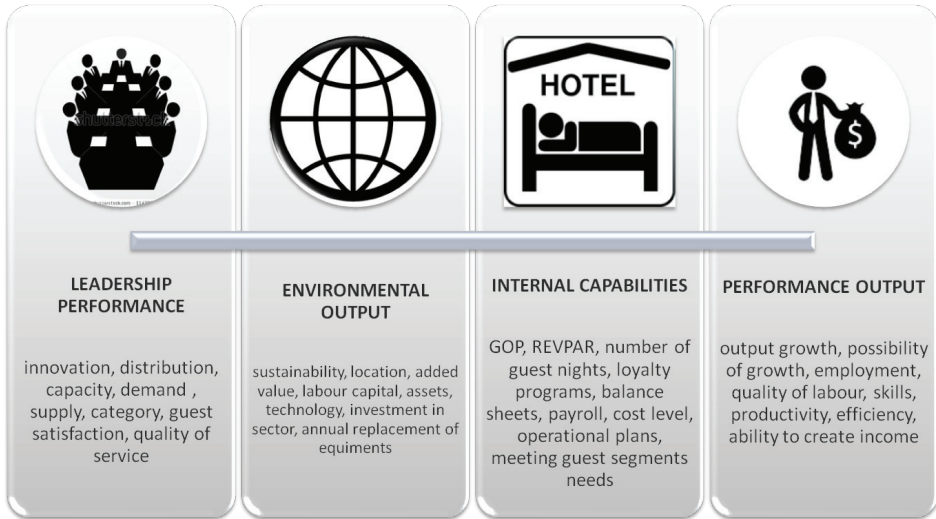 HOTEL
$
LEADERSHIP
PERFORMANCE
innovation, distribution,
capacity, demand ,
supply, category, guest
satisfaction, quality of
service
ENVIRONMENTAL
OUTPUT
sustainability, location, added
value, labour capital, assets,
technology, investment in
sector, annual replacement of
equiments
INTERNAL CAPABILITIES
GOP, REVPAR, number of
guest nights, loyalty
programs, balance
sheets, payroll, cost level,
operational plans,
meeting guest segments
needs
PERFORMANCE OUTPUT
output growth, possibility
of growth, employment,
quality of labour, skills,
productivity, efficiency,
ability to create income